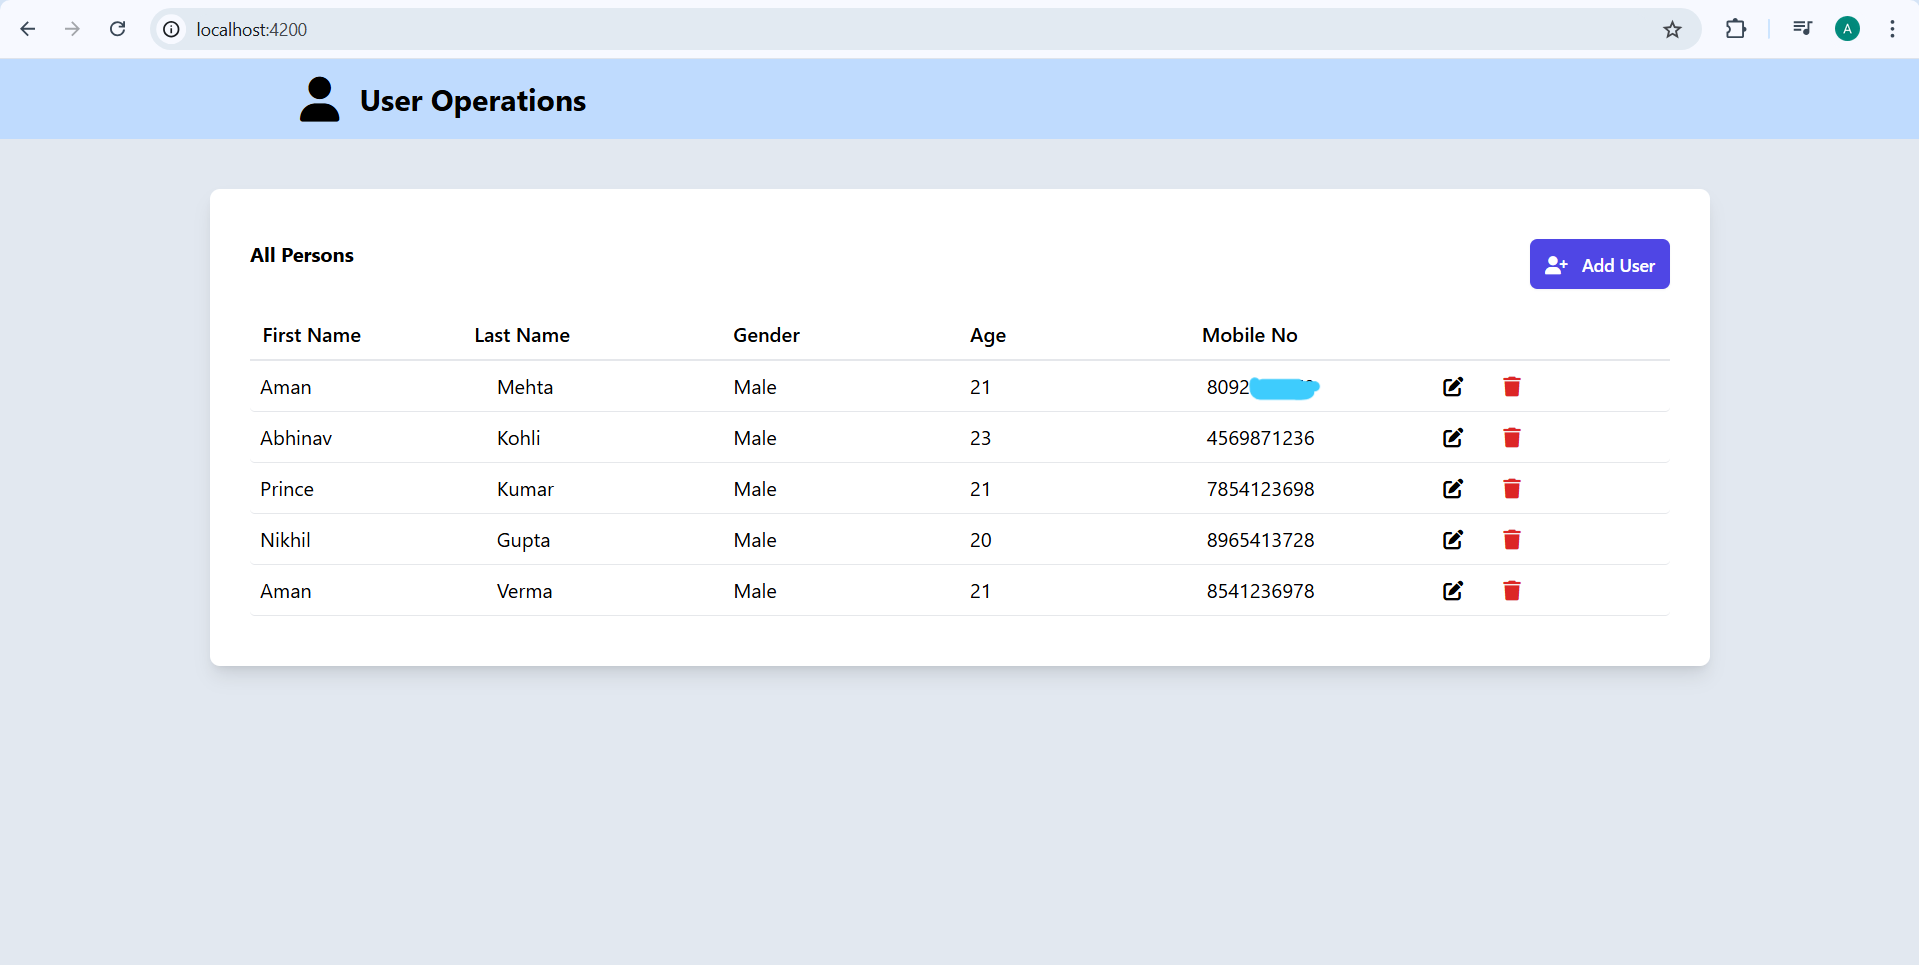 localhost:4200
A
User Operations
All Persons
Add User
First Name Last Name Gender Age Mobile No
Aman Mehta Male 21 8092
Abhinav Kohli Male 23 4569871236
Prince Kumar Male 21 7854123698
Nikhil Gupta Male 20 8965413728
Aman Verma Male 21 8541236978